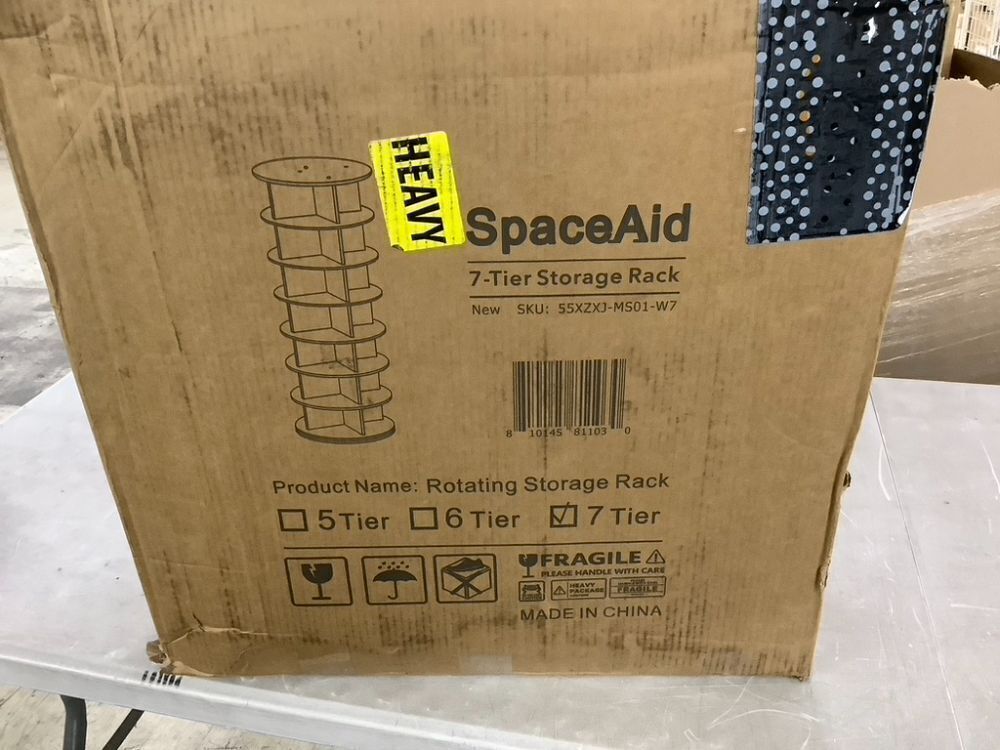 HEAVY
SpaceAid
7-Tier Storage Rack
New SKU: 55XZXJ-MS01-W7
8 10145 81103 0
Product Name: Rotating Storage Rack
5 Tier 6 Tier 7 Tier
FRAGILE
PLEASE HANDLE WITH CARE
HEAVY
PACKAGE
FRAGILE
MADE IN CHINA